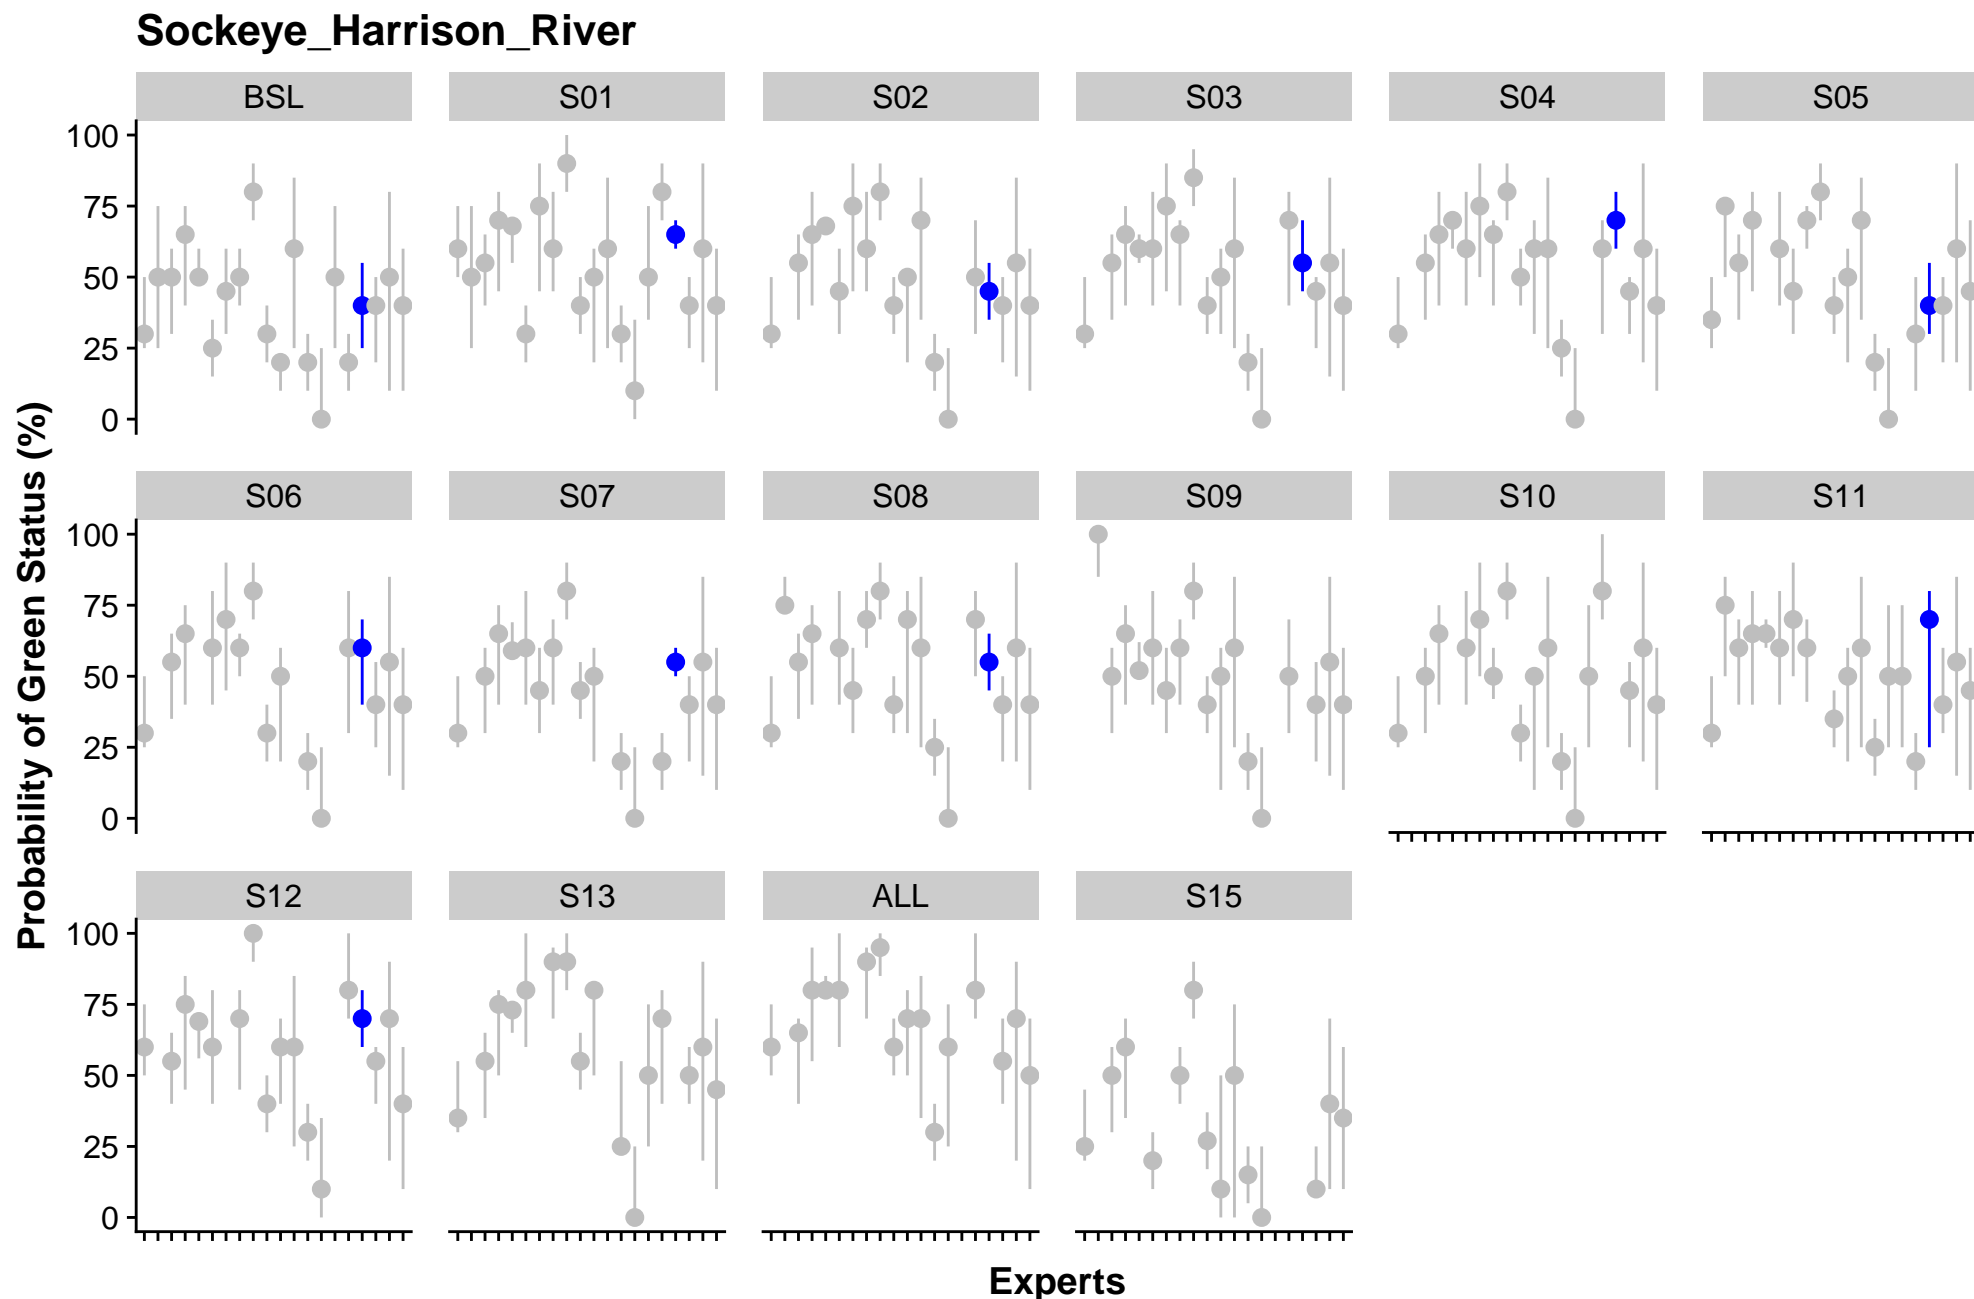 Sockeye_Harrison_River
BSL S01 S02 S03 S04 S05
100
75
50
25
0
S06 S07 S08 S09 S10 S11
100
75
50
25
0
S12 S13 ALL S15
100
75
50
25
0
Probability of Green Status (%)
Experts